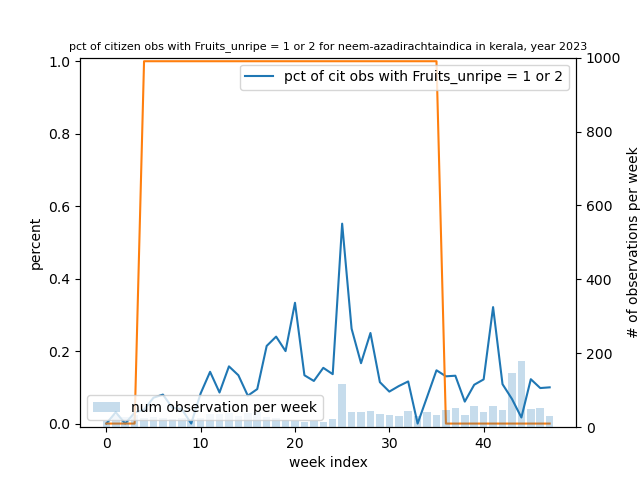 pct of citizen obs with Fruits_unripe = 1 or 2 for neem-azadirachtaindica in kerala, year 2023
pct of cit obs with Fruits_unripe = 1 or 2
num observation per week
percent
0.0
0.2
0.4
0.6
0.8
1.0
0
10
20
30
40
week index
0
200
400
600
800
1000
# of observations per week